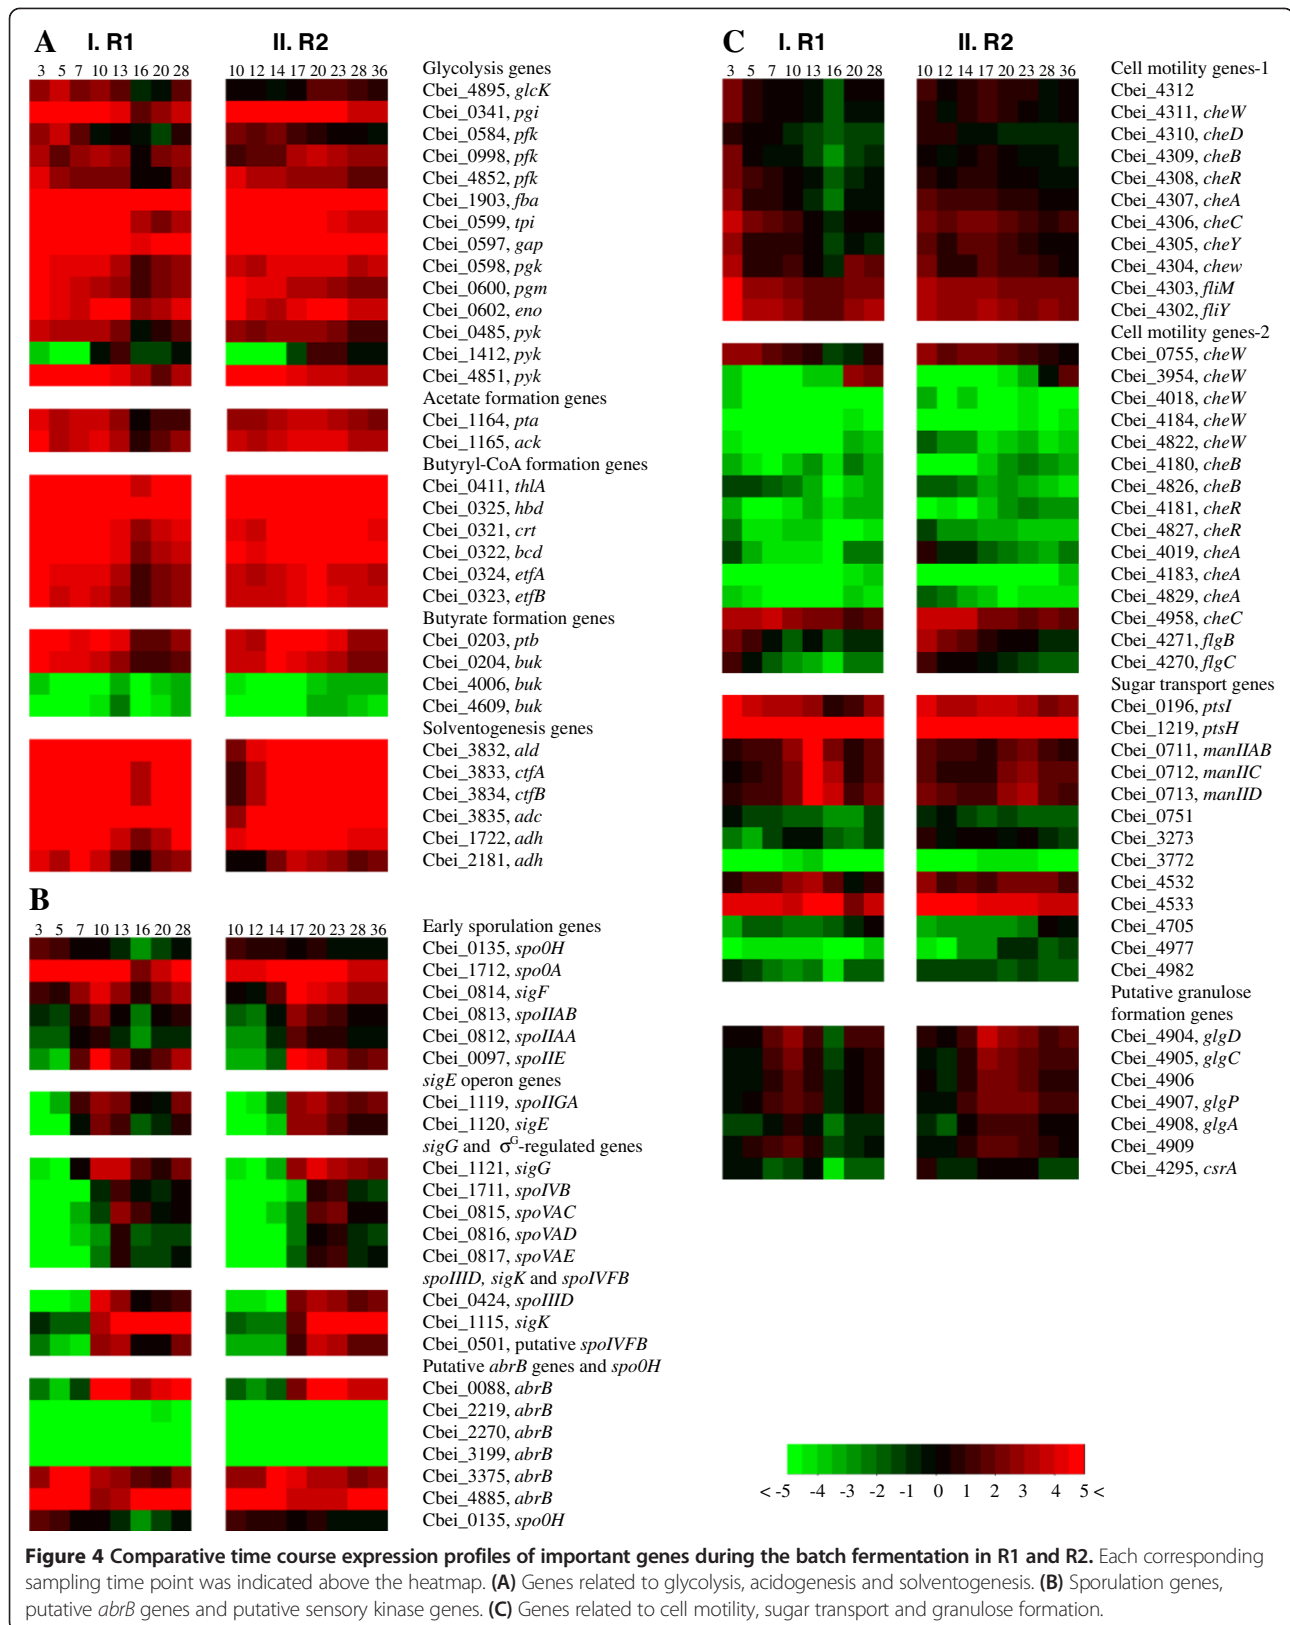 A
I. R1
II. R2
3 5 7 10 13 16 20 28
10 12 14 17 20 23 28 36
Glycolysis genes
Cbei_4895, glcK
Cbei_0341, pgi
Cbei_0584, pfk
Cbei_0998, pfk
Cbei_4852, pfk
Cbei_1903, fba
Cbei_0599, tpi
Cbei_0597, gap
Cbei_0598, pgk
Cbei_0600, pgm
Cbei_0602, eno
Cbei_0485, pyk
Cbei_1412, pyk
Cbei_4851, pyk
Acetate formation genes
Cbei_1164, pta
Cbei_1165, ack
Butyryl-CoA formation genes
Cbei_0411, thlA
Cbei_0325, hbd
Cbei_0321, crt
Cbei_0322, bcd
Cbei_0324, etfA
Cbei_0323, etfB
Butyrate formation genes
Cbei_0203, ptb
Cbei_0204, buk
Cbei_4006, buk
Cbei_4609, buk
Solventogenesis genes
Cbei_3832, ald
Cbei_3833, ctfA
Cbei_3834, ctfB
Cbei_3835, adc
Cbei_1722, adh
Cbei_2181, adh
B
3 5 7 10 13 16 20 28
10 12 14 17 20 23 28 36
Early sporulation genes
Cbei_0135, spo0H
Cbei_1712, spo0A
Cbei_0814, sigF
Cbei_0813, spoIIAB
Cbei_0812, spoIIAA
Cbei_0097, spoIIE
sigE operon genes
Cbei_1119, spoIIGA
Cbei_1120, sigE
sigG and σG-regulated genes
Cbei_1121, sigG
Cbei_1711, spoIVB
Cbei_0815, spoVAC
Cbei_0816, spoVAD
Cbei_0817, spoVAE
spoIIID, sigK and spoIVFB
Cbei_0424, spoIIID
Cbei_1115, sigK
Cbei_0501, putative spoIVFB
Putative abrB genes and spo0H
Cbei_0088, abrB
Cbei_2219, abrB
Cbei_2270, abrB
Cbei_3199, abrB
Cbei_3375, abrB
Cbei_4885, abrB
Cbei_0135, spo0H
C
I. R1
II. R2
3 5 7 10 13 16 20 28
10 12 14 17 20 23 28 36
Cell motility genes-1
Cbei_4312
Cbei_4311, cheW
Cbei_4310, cheD
Cbei_4309, cheB
Cbei_4308, cheR
Cbei_4307, cheA
Cbei_4306, cheC
Cbei_4305, cheY
Cbei_4304, chew
Cbei_4303, fliM
Cbei_4302, fliY
Cell motility genes-2
Cbei_0755, cheW
Cbei_3954, cheW
Cbei_4018, cheW
Cbei_4184, cheW
Cbei_4822, cheW
Cbei_4180, cheB
Cbei_4826, cheB
Cbei_4181, cheR
Cbei_4827, cheR
Cbei_4019, cheA
Cbei_4183, cheA
Cbei_4829, cheA
Cbei_4958, cheC
Cbei_4271, flgB
Cbei_4270, flgC
Sugar transport genes
Cbei_0196, ptsI
Cbei_1219, ptsH
Cbei_0711, manIIAB
Cbei_0712, manIIC
Cbei_0713, manIID
Cbei_0751
Cbei_3273
Cbei_3772
Cbei_4532
Cbei_4533
Cbei_4705
Cbei_4977
Cbei_4982
Putative granulose
formation genes
Cbei_4904, glgD
Cbei_4905, glgC
Cbei_4906
Cbei_4907, glgP
Cbei_4908, glgA
Cbei_4909
Cbei_4295, csrA
< -5 -4 -3 -2 -1 0 1 2 3 4 5 <
Figure 4 Comparative time course expression profiles of important genes during the batch fermentation in R1 and R2. Each corresponding
sampling time point was indicated above the heatmap. (A) Genes related to glycolysis, acidogenesis and solventogenesis. (B) Sporulation genes,
putative abrB genes and putative sensory kinase genes. (C) Genes related to cell motility, sugar transport and granulose formation.